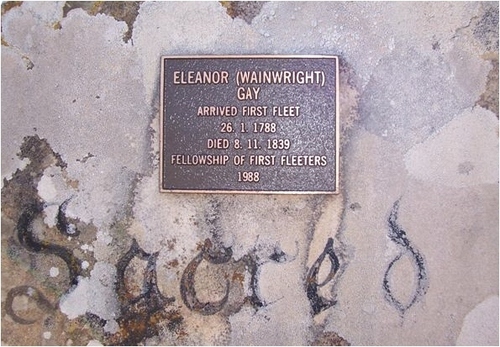 ELEANOR (WAINWRIGHT)
GAY
ARRIVED FIRST FLEET
26. 1. 1788
DIED 8. 11. 1839
FELLOWSHIP OF FIRST FLEETERS
1988
Sacred